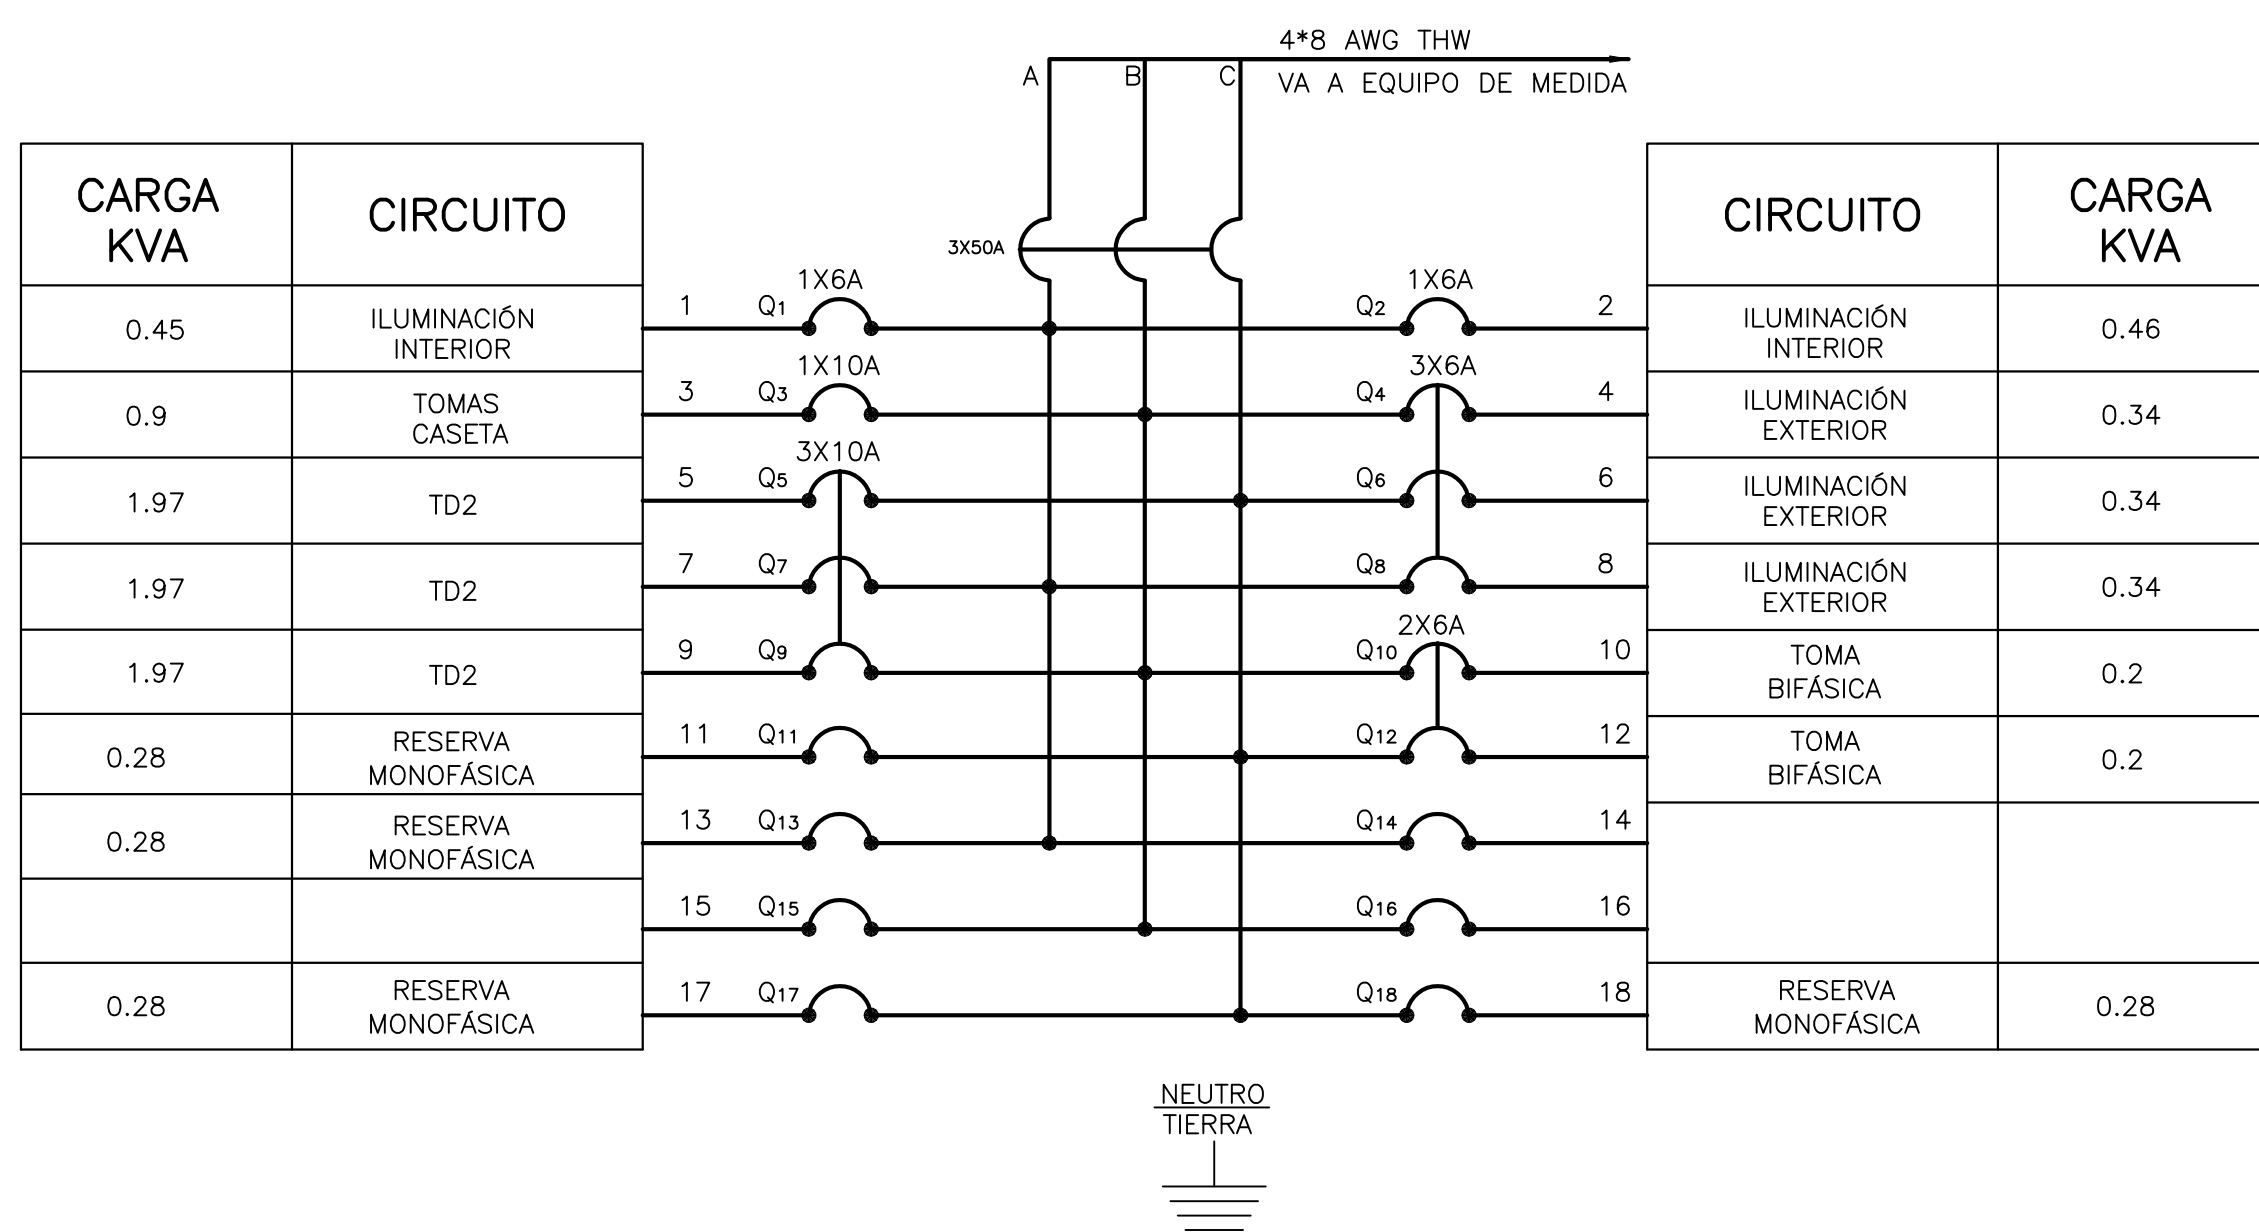 4*8 AWG THW
A B C VA A EQUIPO DE MEDIDA
CARGA
KVA
CIRCUITO
CIRCUITO
CARGA
KVA
3X50A
1X6A 1X6A
0.45
ILUMINACIÓN
INTERIOR
1 Q1 Q2 2
ILUMINACIÓN
INTERIOR
0.46
1X10A 3X6A
0.9
TOMAS
CASETA
3 Q3 Q4 4
ILUMINACIÓN
EXTERIOR
0.34
3X10A
1.97 TD2 5 Q5 Q6 6
ILUMINACIÓN
EXTERIOR
0.34
1.97 TD2 7 Q7 Q8 8
ILUMINACIÓN
EXTERIOR
0.34
2X6A
1.97 TD2 9 Q9 Q10 10
TOMA
BIFÁSICA
0.2
0.28
RESERVA
MONOFÁSICA
11 Q11 Q12 12
TOMA
BIFÁSICA
0.2
0.28
RESERVA
MONOFÁSICA
13 Q13 Q14 14
15 Q15 Q16 16
0.28
RESERVA
MONOFÁSICA
17 Q17 Q18 18
RESERVA
MONOFÁSICA
0.28
NEUTRO
TIERRA